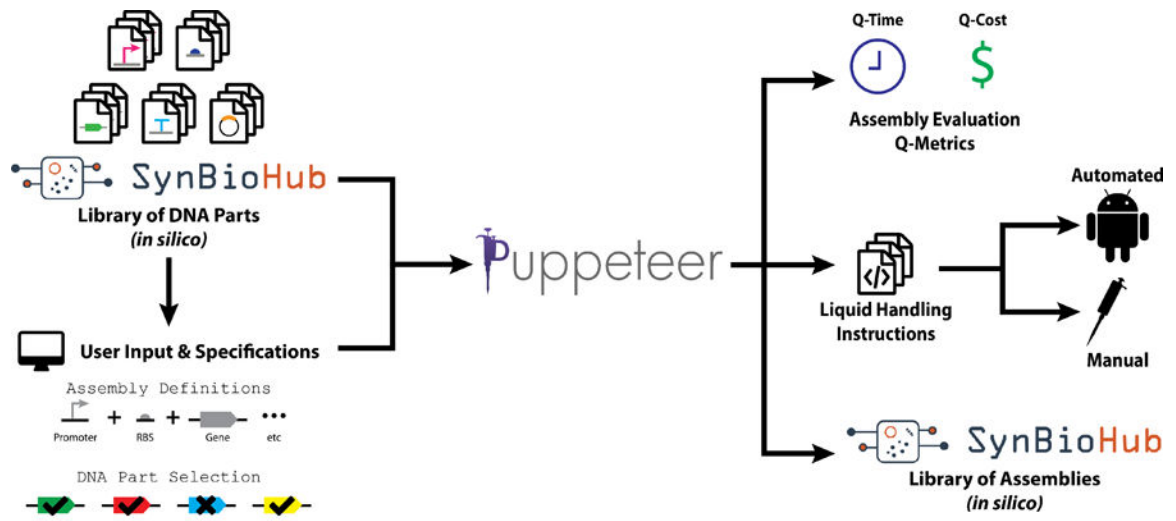 SynBioHub
Library of DNA Parts
(in silico)
User Input & Specifications
Assembly Definitions
+ + ...
Promoter RBS Gene etc
DNA Part Selection
Puppeteer
Q-Time Q-Cost
$
Assembly Evaluation
Q-Metrics
</>
Liquid Handling
Instructions
Automated
Manual
SynBioHub
Library of Assemblies
(in silico)